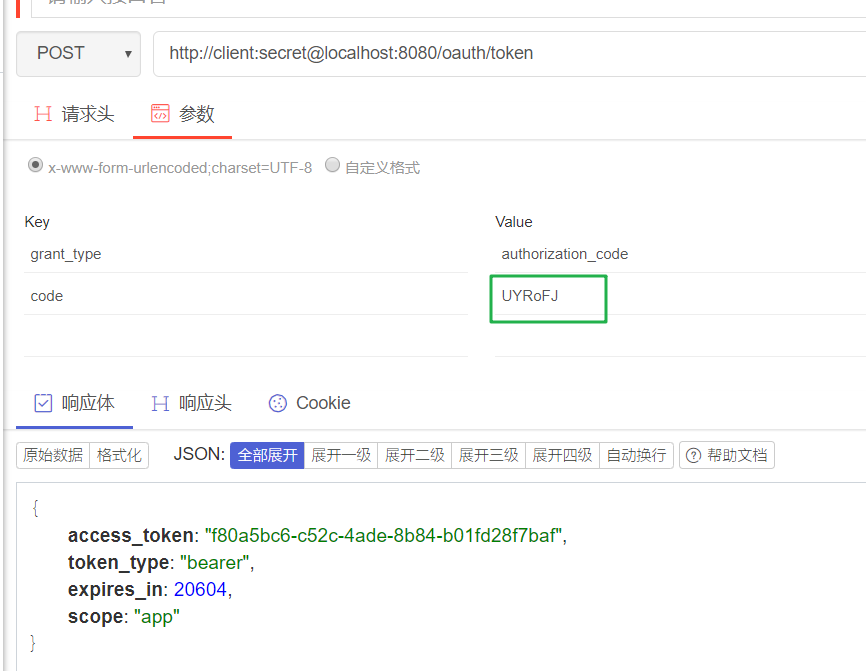 POST
http://client:secret@localhost:8080/oauth/token
请求头 参数
x-www-form-urlencoded;charset=UTF-8 自定义格式
Key Value
grant_type authorization_code
code UYRoFJ
响应体 响应头 Cookie
原始数据 格式化 JSON: 全部展开 展开一级 展开二级 展开三级 展开四级 自动换行 帮助文档
{
access_token: "f80a5bc6-c52c-4ade-8b84-b01fd28f7baf",
token_type: "bearer",
expires_in: 20604,
scope: "app"
}